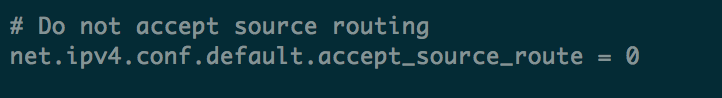 # Do not accept source routing
net.ipv4.conf.default.accept_source_route = 0